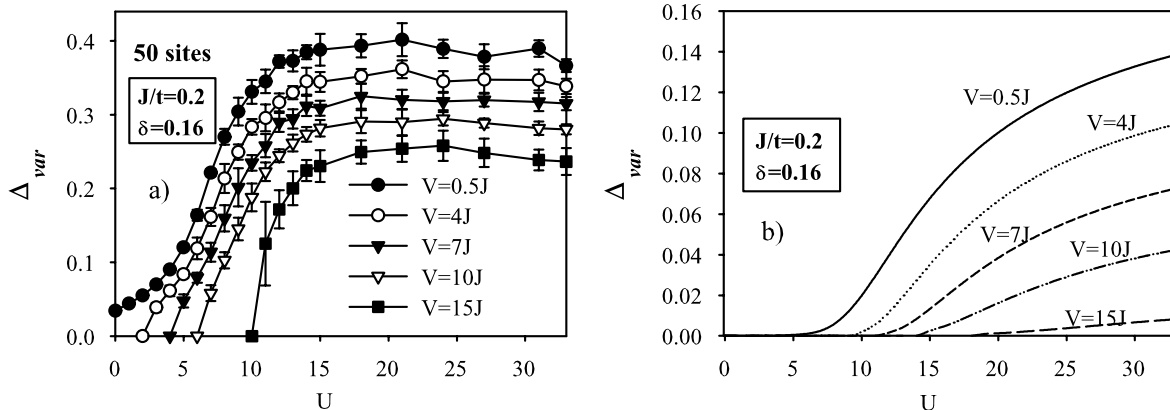 50 sites
J/t=0.2
δ=0.16
a)
Δvar
0.4
0.3
0.2
0.1
0.0
0 5 10 15 20 25 30
U
V=0.5J
V=4J
V=7J
V=10J
V=15J
Δvar
0.16
0.14
0.12
0.10
0.08
0.06
0.04
0.02
0.00
0 5 10 15 20 25 30
U
J/t=0.2
δ=0.16
b)
V=0.5J
V=4J
V=7J
V=10J
V=15J